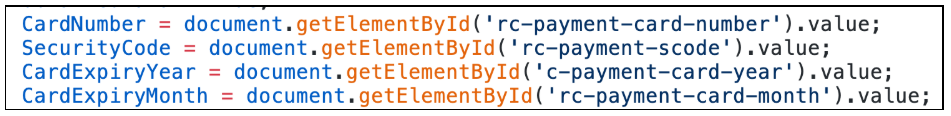 CardNumber = document.getElementById('rc-payment-card-number').value;
SecurityCode = document.getElementById('rc-payment-scode').value;
CardExpiryYear = document.getElementById('c-payment-card-year').value;
CardExpiryMonth = document.getElementById('rc-payment-card-month').value;